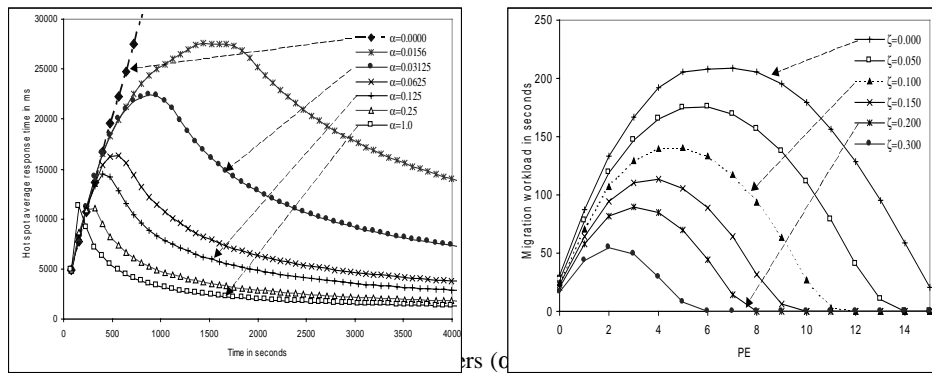 30000
25000
20000
15000
10000
5000
0
Hot spot average response time in ms
0 500 1000 1500 2000 2500 3000 3500 4000
Time in seconds
α=0.0000
α=0.0156
α=0.03125
α=0.0625
α=0.125
α=0.25
α=1.0
250
200
150
100
50
0
Migration workload in seconds
0 2 4 6 8 10 12 14
PE
ζ=0.000
ζ=0.050
ζ=0.100
ζ=0.150
ζ=0.200
ζ=0.300